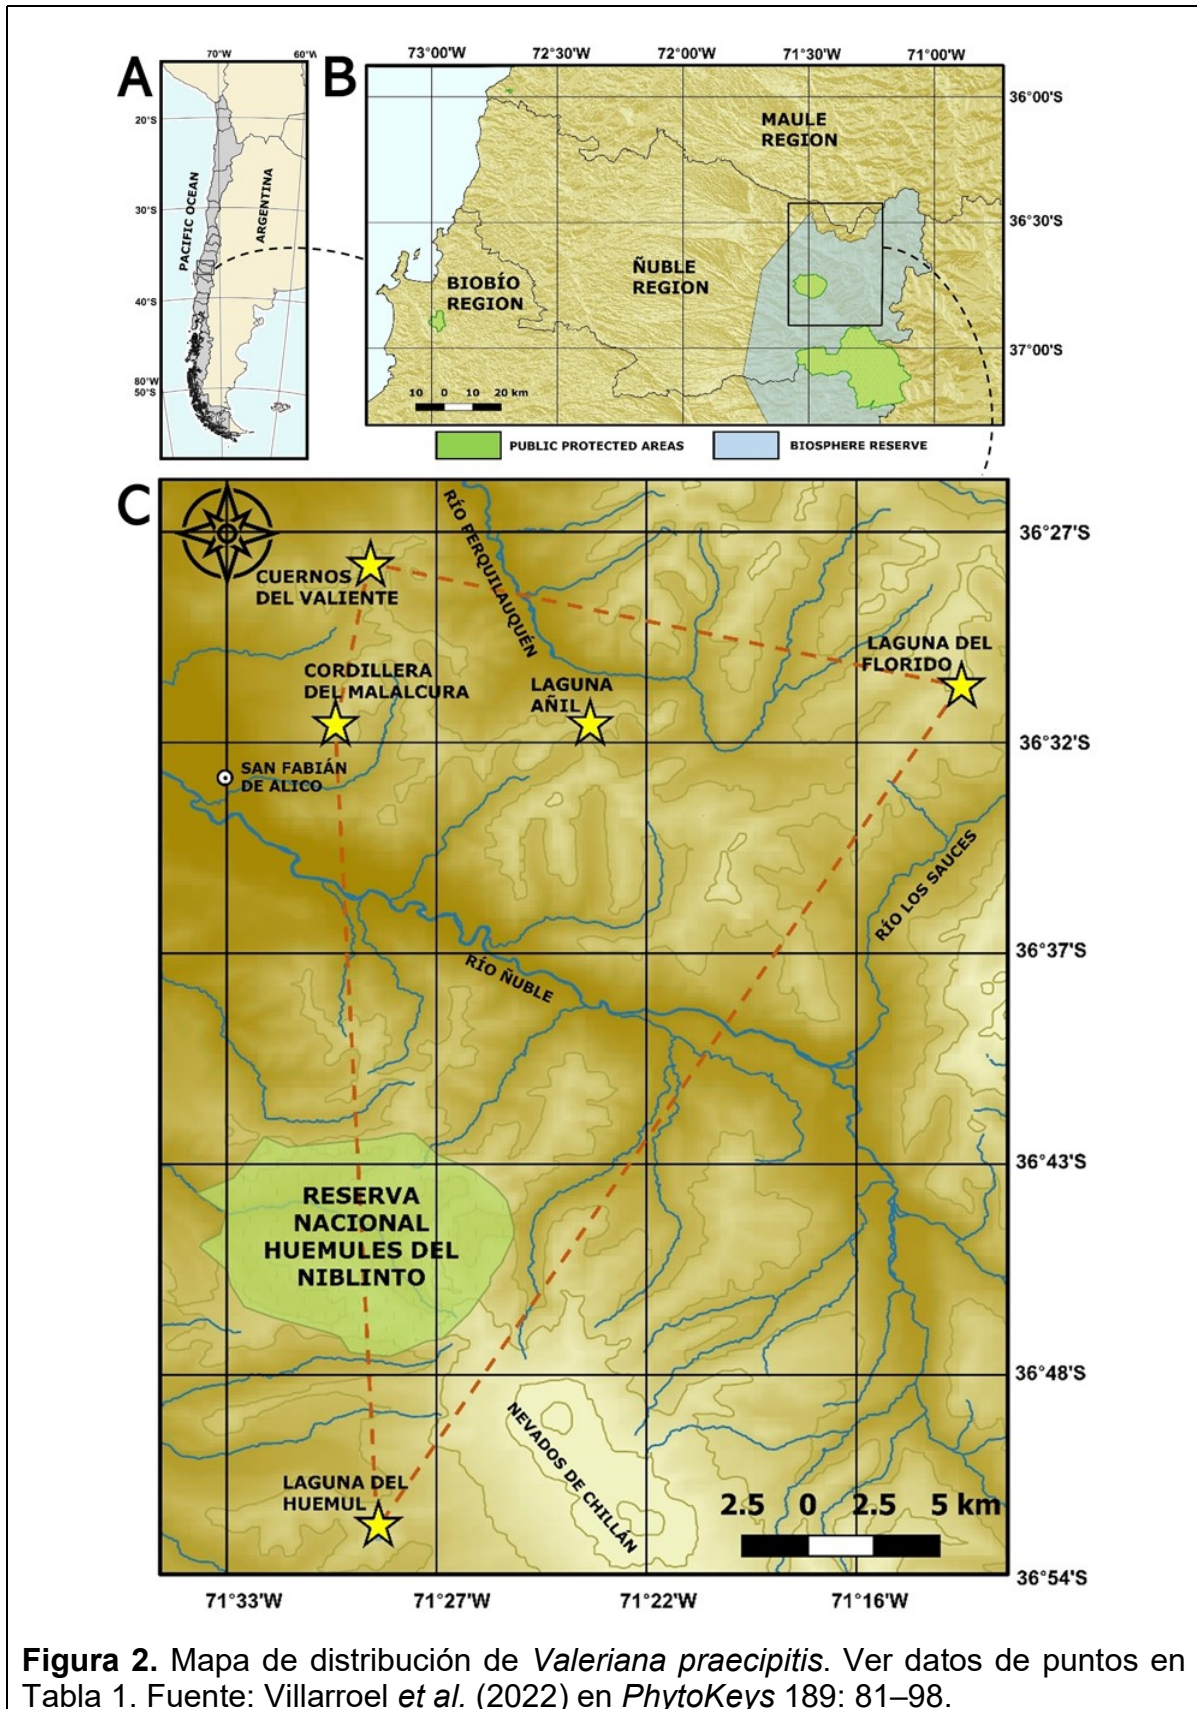 A
70°W
60°W
20°S
30°S
40°S
80°W
50°S
PACIFIC OCEAN
ARGENTINA
B
73°00'W
72°30'W
72°00'W
71°30'W
71°00'W
36°00'S
36°30'S
37°00'S
MAULE
REGION
ÑUBLE
REGION
BIOBÍO
REGION
10 0 10 20 km
PUBLIC PROTECTED AREAS
BIOSPHERE RESERVE
C
RÍO PERQUILAUQUÉN
36°27'S
CUERNOS
DEL VALIENTE
LAGUNA DEL
FLORIDO
CORDILLERA
DEL MALALCURA
LAGUNA
AÑIL
36°32'S
SAN FABIÁN
DE ALICO
RÍO LOS SAUCES
36°37'S
RÍO ÑUBLE
36°43'S
RESERVA
NACIONAL
HUEMULES DEL
NIBLINTO
36°48'S
NEVADOS DE CHILLÁN
LAGUNA DEL
HUEMUL
2.5 0 2.5 5 km
36°54'S
71°33'W
71°27'W
71°22'W
71°16'W
Figura 2. Mapa de distribución de Valeriana praecipitis. Ver datos de puntos en
Tabla 1. Fuente: Villarroel et al. (2022) en PhytoKeys 189: 81–98.